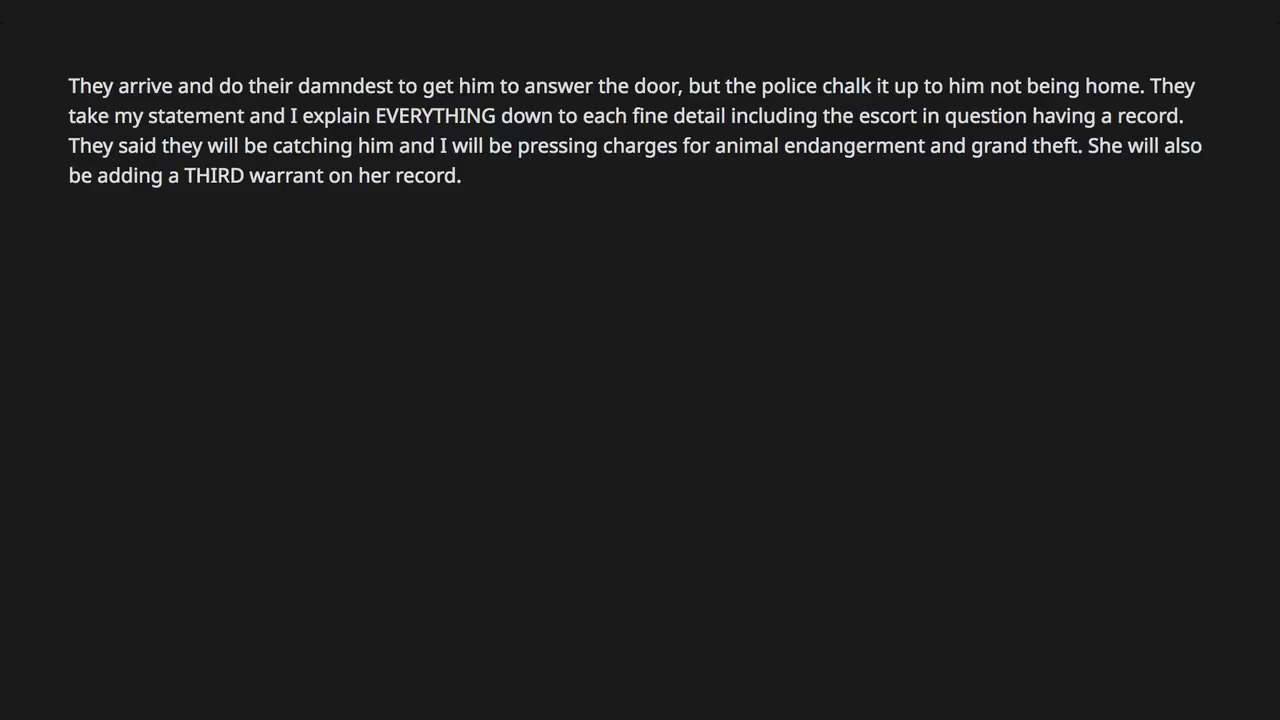 They arrive and do their damndest to get him to answer the door, but the police chalk it up to him not being home. They
take my statement and I explain EVERYTHING down to each fine detail including the escort in question having a record.
They said they will be catching him and I will be pressing charges for animal endangerment and grand theft. She will also
be adding a THIRD warrant on her record.